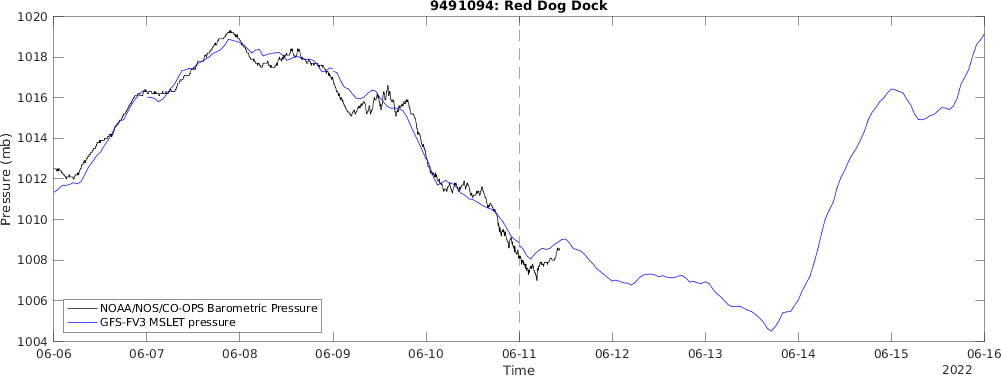 9491094: Red Dog Dock
1020
1018
1016
1014
1012
1010
1008
1006
1004
Pressure (mb)
NOAA/NOS/CO-OPS Barometric Pressure
GFS-FV3 MSLET pressure
06-06 06-07 06-08 06-09 06-10 06-11 06-12 06-13 06-14 06-15 06-16
Time
2022